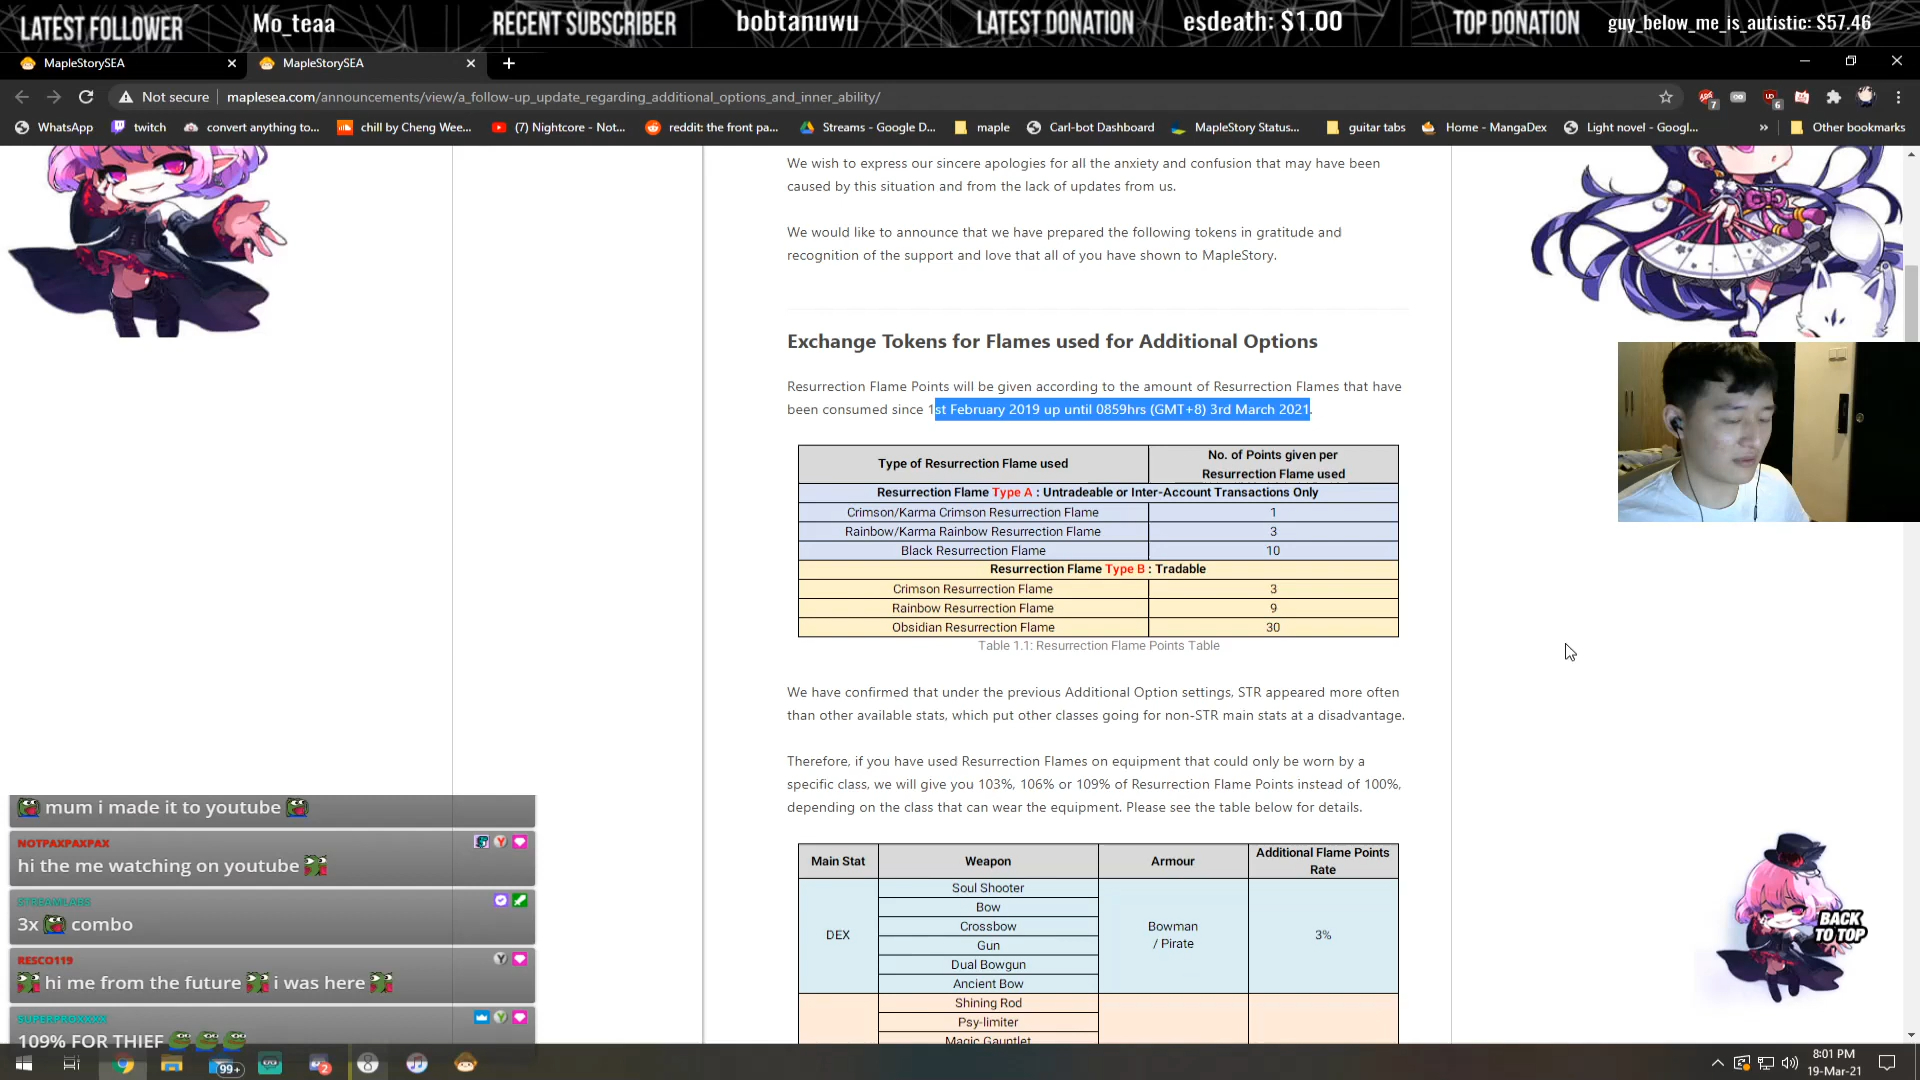 LATEST FOLLOWER
Mo_teaa
RECENT SUBSCRIBER
bobtanuwu
LATEST DONATION
esdeath: $1.00
TOP DONATION
guy_below_me_is_autistic: $57.46
MapleStorySEA
MapleStorySEA
Not secure
maplesea.com/announcements/view/a_follow-up_update_regarding_additional_options_and_inner_ability/
7
6
WhatsApp
twitch
convert anything to...
chill by Cheng Wee...
(7) Nightcore - Not...
reddit: the front pa...
Streams - Google D...
maple
Carl-bot Dashboard
MapleStory Status...
guitar tabs
Home - MangaDex
Light novel - Googl...
Other bookmarks
We wish to express our sincere apologies for all the anxiety and confusion that may have been
caused by this situation and from the lack of updates from us.
We would like to announce that we have prepared the following tokens in gratitude and
recognition of the support and love that all of you have shown to MapleStory.
Exchange Tokens for Flames used for Additional Options
Resurrection Flame Points will be given according to the amount of Resurrection Flames that have
been consumed since 1st February 2019 up until 0859hrs (GMT+8) 3rd March 2021.
Type of Resurrection Flame used
No. of Points given per
Resurrection Flame used
Resurrection Flame Type A : Untradeable or Inter-Account Transactions Only
Crimson/Karma Crimson Resurrection Flame 1
Rainbow/Karma Rainbow Resurrection Flame 3
Black Resurrection Flame 10
Resurrection Flame Type B : Tradable
Crimson Resurrection Flame 3
Rainbow Resurrection Flame 9
Obsidian Resurrection Flame 30
Table 1.1: Resurrection Flame Points Table
We have confirmed that under the previous Additional Option settings, STR appeared more often
than other available stats, which put other classes going for non-STR main stats at a disadvantage.
Therefore, if you have used Resurrection Flames on equipment that could only be worn by a
specific class, we will give you 103%, 106% or 109% of Resurrection Flame Points instead of 100%,
depending on the class that can wear the equipment. Please see the table below for details.
Main Stat
Weapon
Armour
Additional Flame Points
Rate
DEX
Soul Shooter
Bow
Crossbow
Gun
Dual Bowgun
Ancient Bow
Bowman
/ Pirate
3%
Shining Rod
Psy-limiter
Magic Gauntlet
BACK
TO TOP
mum i made it to youtube
NOTPAXPAXPAX
hi the me watching on youtube
STREAMLABS
3x combo
RESCO119
hi me from the future i was here
SUPERPROXXXX
109% FOR THIEF
99+
2
8:01 PM
19-Mar-21